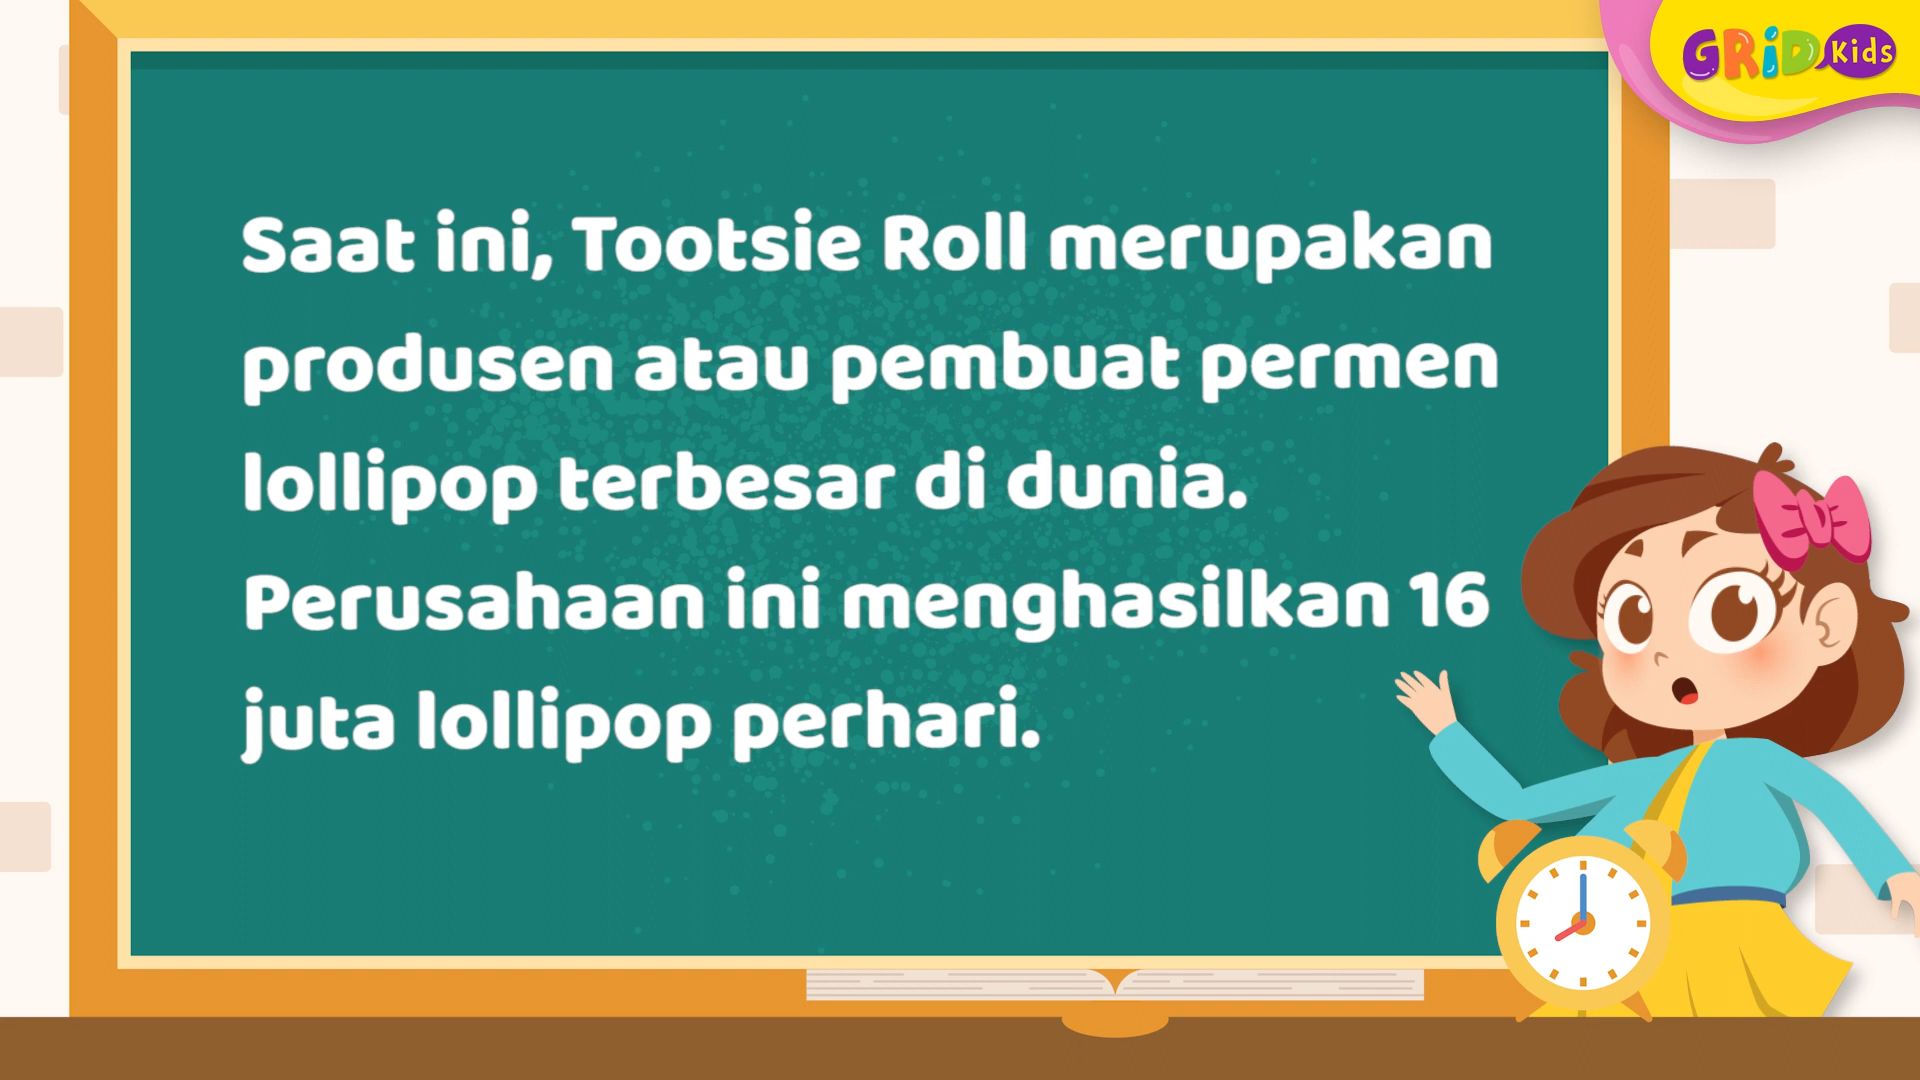 GRiD Kids
Saat ini, Tootsie Roll merupakan
produsen atau pembuat permen
lollipop terbesar di dunia.
Perusahaan ini menghasilkan 16
juta lollipop perhari.